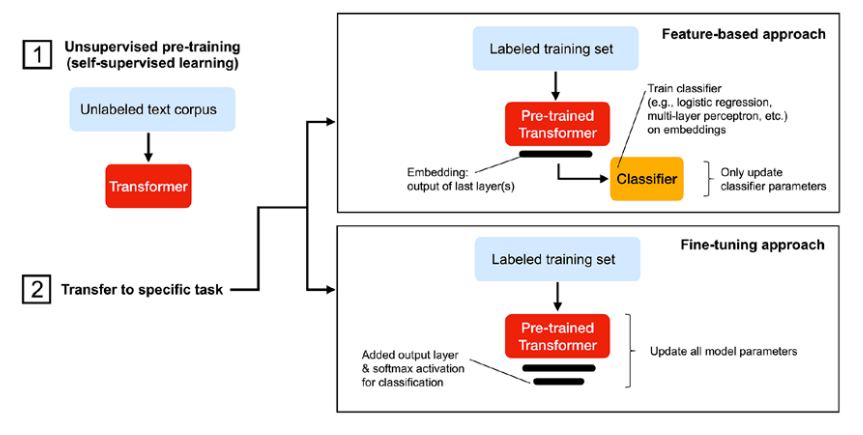 1
Unsupervised pre-training
(self-supervised learning)
Unlabeled text corpus
Transformer
2
Transfer to specific task
Feature-based approach
Labeled training set
Pre-trained
Transformer
Train classifier
(e.g., logistic regression,
multi-layer perceptron, etc.)
on embeddings
Embedding:
output of last layer(s)
Classifier
Only update
classifier parameters
Fine-tuning approach
Labeled training set
Pre-trained
Transformer
Added output layer
& softmax activation
for classification
Update all model parameters